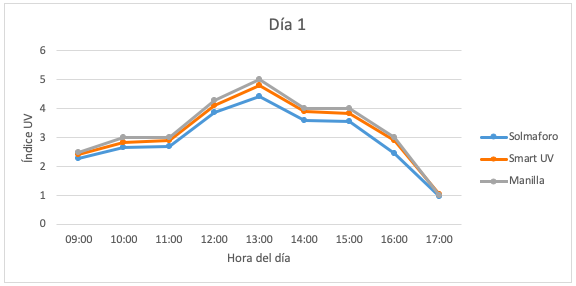 Día 1
6
5
4
3
2
1
0
Índice UV
09:00 10:00 11:00 12:00 13:00 14:00 15:00 16:00 17:00
Hora del día
Solmaforo
Smart UV
Manilla